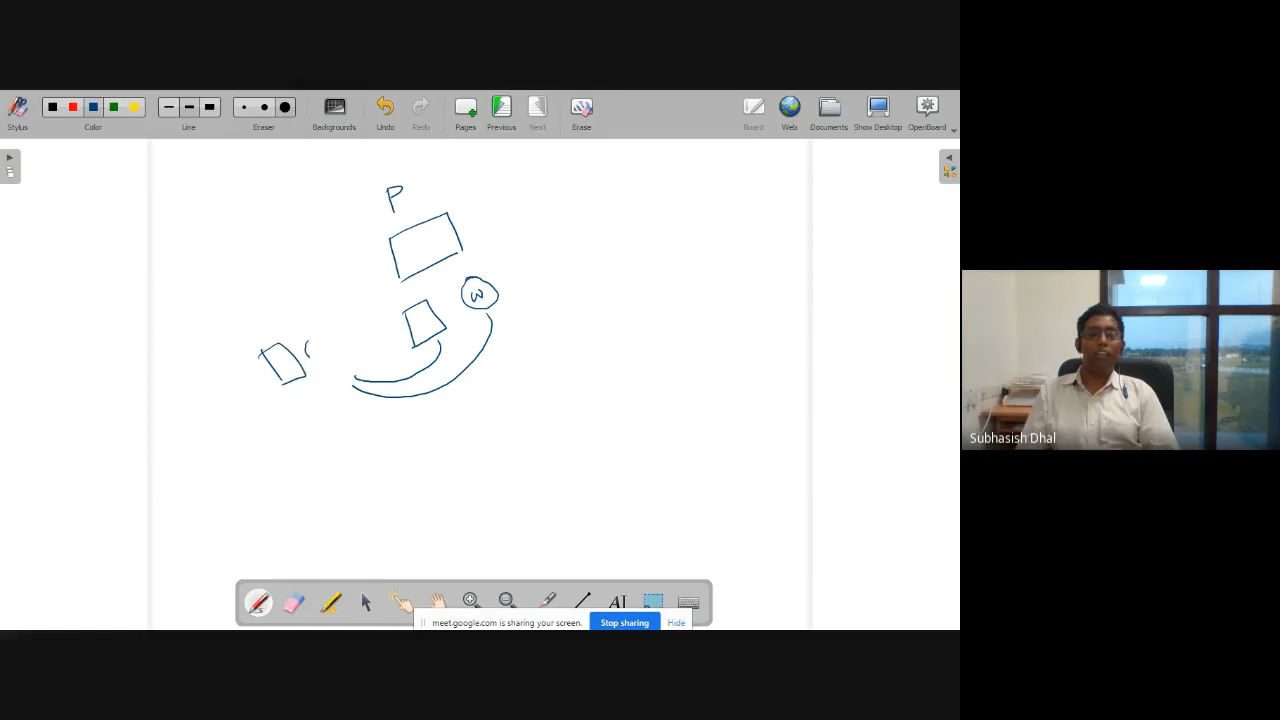 Stylus
Color
Line
Eraser
Backgrounds
Undo
Redo
Pages
Previous
Next
Erase
Board
Web
Documents
Show Desktop
OpenBoard
P
W
Subhasish Dhal
AI
meet.google.com is sharing your screen.
Stop sharing
Hide